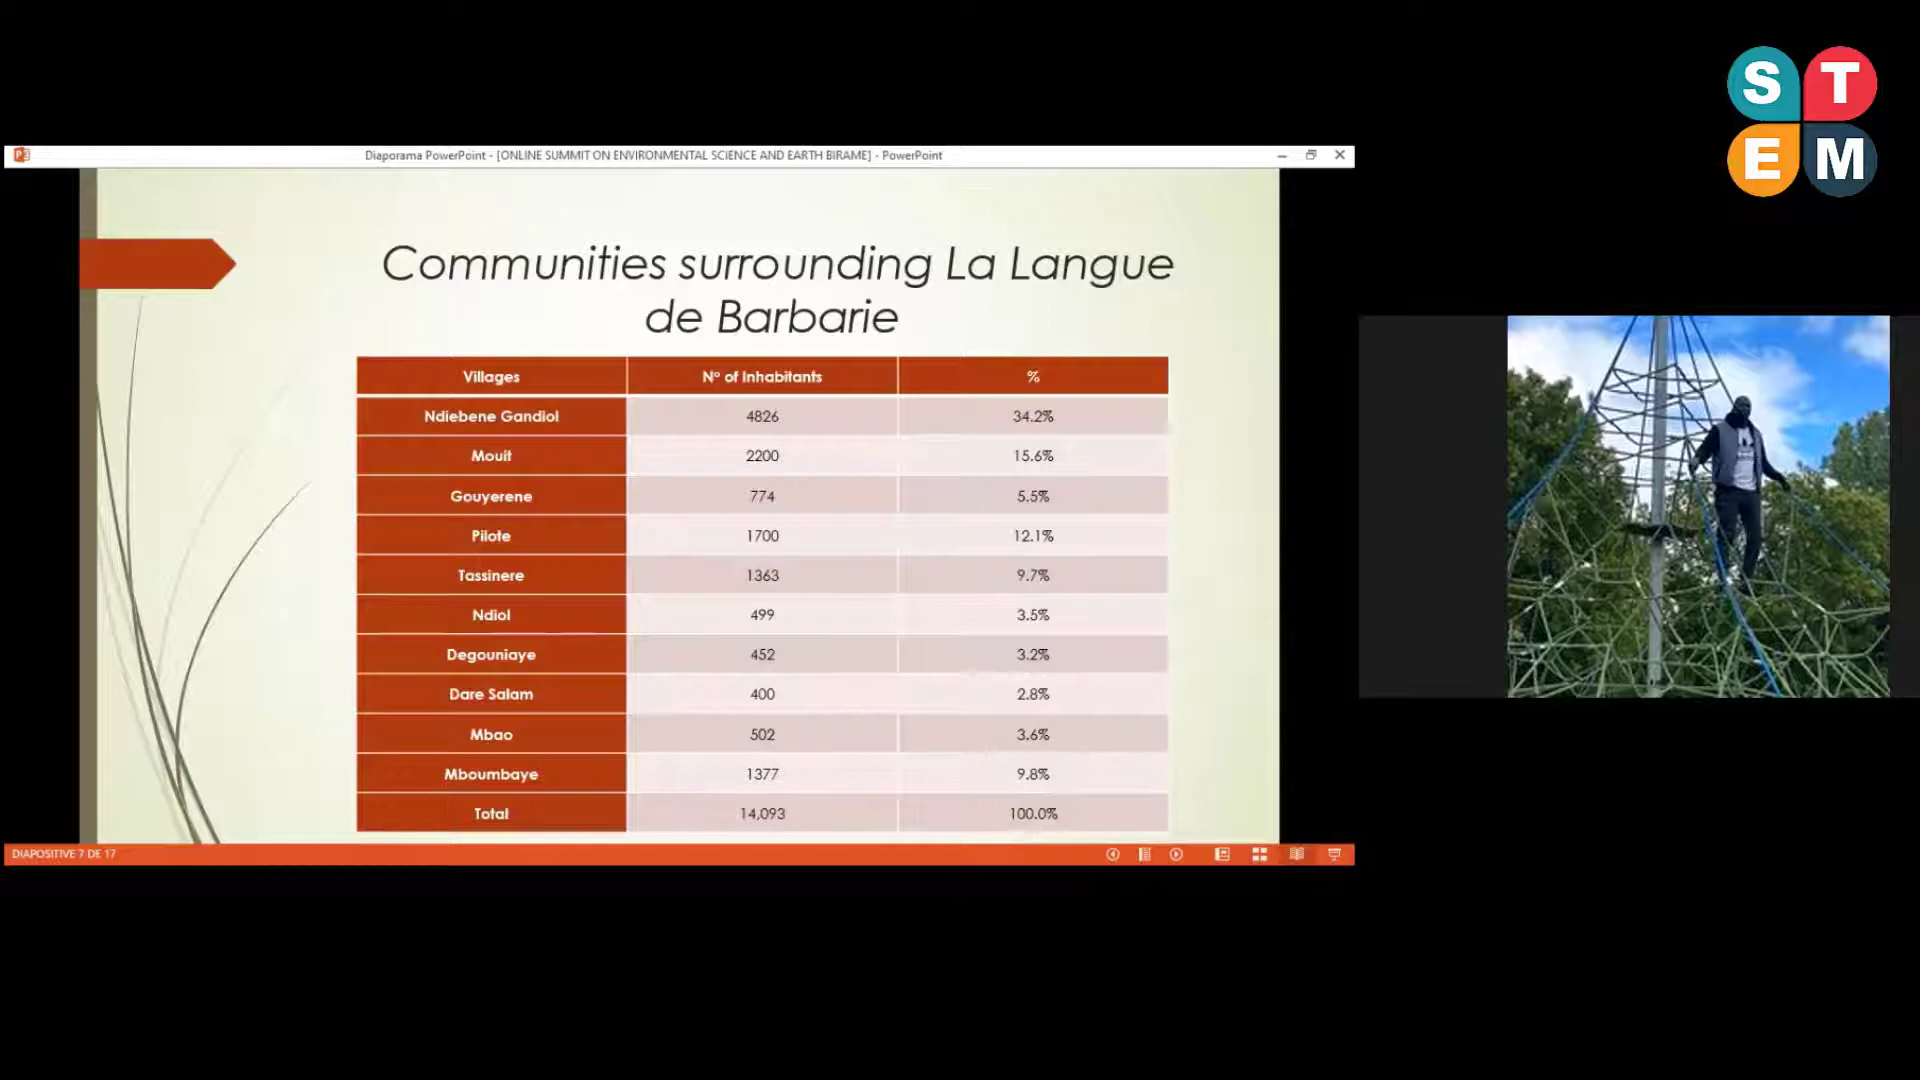 Diaporama PowerPoint - [ONLINE SUMMIT ON ENVIRONMENTAL SCIENCE AND EARTH BIRAME] - PowerPoint
S T
E M
Communities surrounding La Langue
de Barbarie
Villages N° of Inhabitants %
Ndiebene Gandiol 4826 34.2%
Mouit 2200 15.6%
Gouyerene 774 5.5%
Pilote 1700 12.1%
Tassinere 1363 9.7%
Ndiol 499 3.5%
Degouniaye 452 3.2%
Dare Salam 400 2.8%
Mbao 502 3.6%
Mboumbaye 1377 9.8%
Total 14,093 100.0%
DIAPOSITIVE 7 DE 17